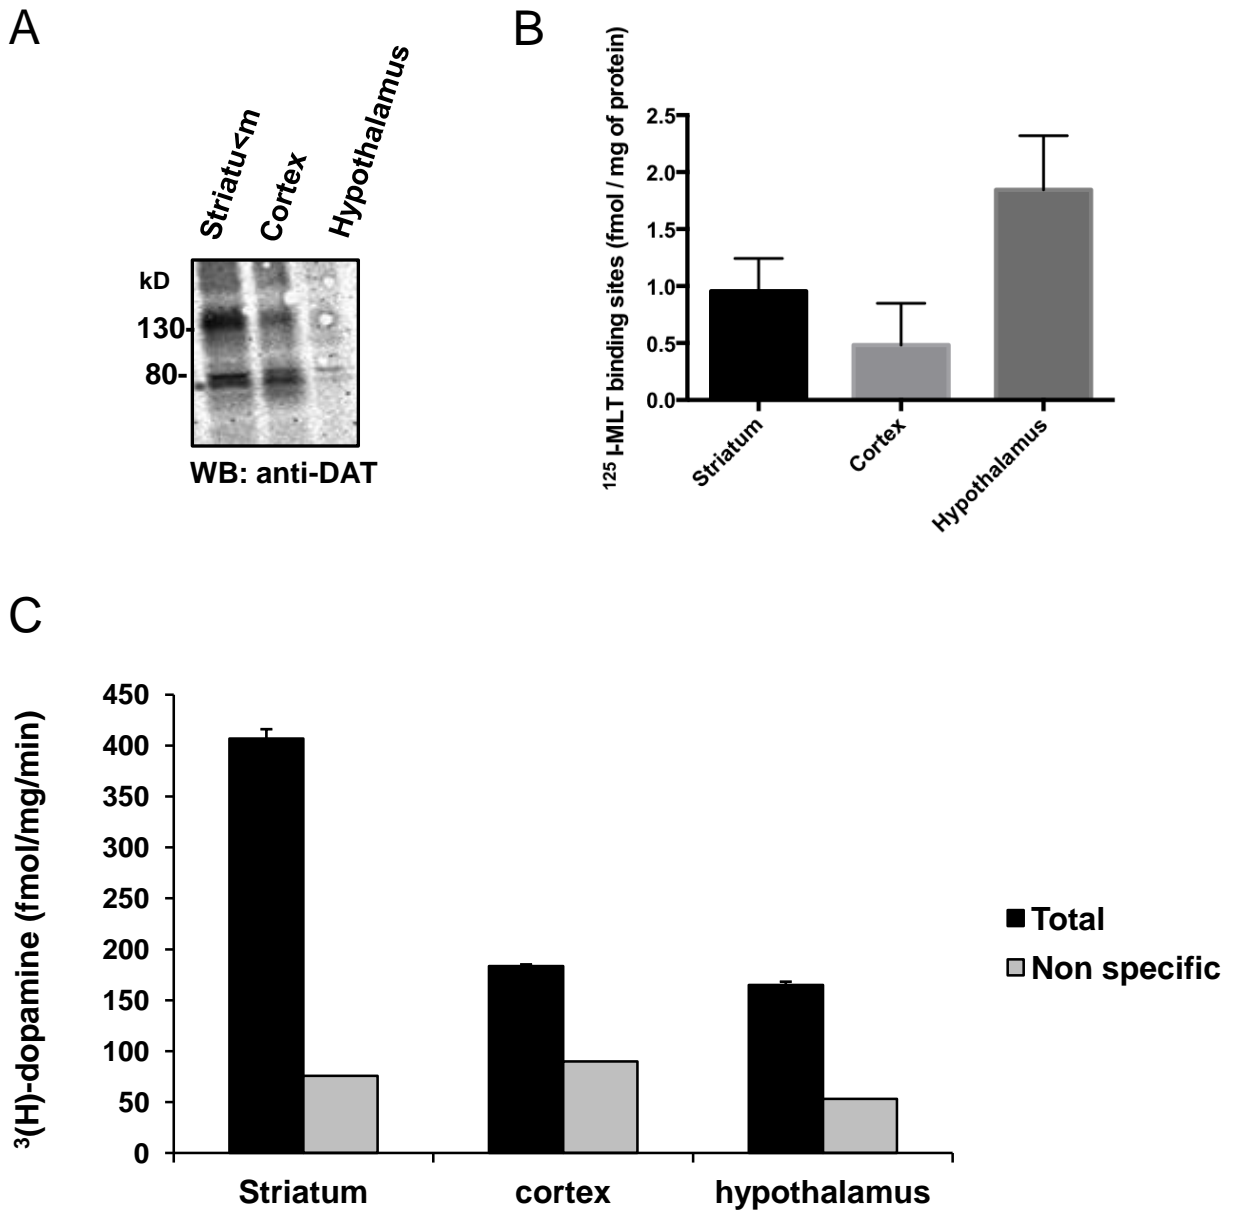 A
Striatu<m
Cortex
Hypothalamus
kD
130-
80-
WB: anti-DAT
B
125 I-MLT binding sites (fmol / mg of protein)
2.5
2.0
1.5
1.0
0.5
0.0
Striatum
Cortex
Hypothalamus
C
3(H)-dopamine (fmol/mg/min)
450
400
350
300
250
200
150
100
50
0
Striatum
cortex
hypothalamus
Total
Non specific